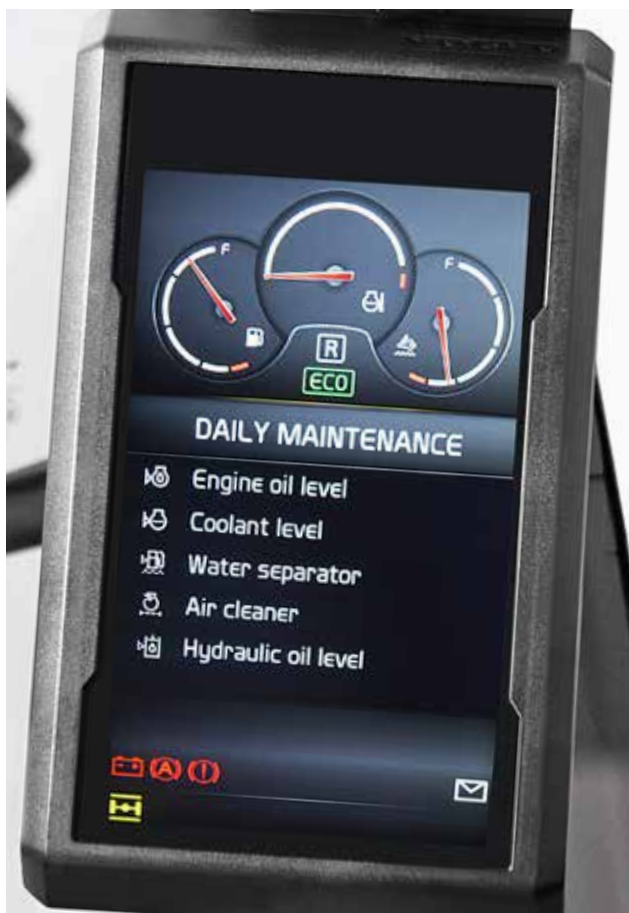 F
F
R
ECO
DAILY MAINTENANCE
Engine oil level
Coolant level
Water separator
Air cleaner
Hydraulic oil level